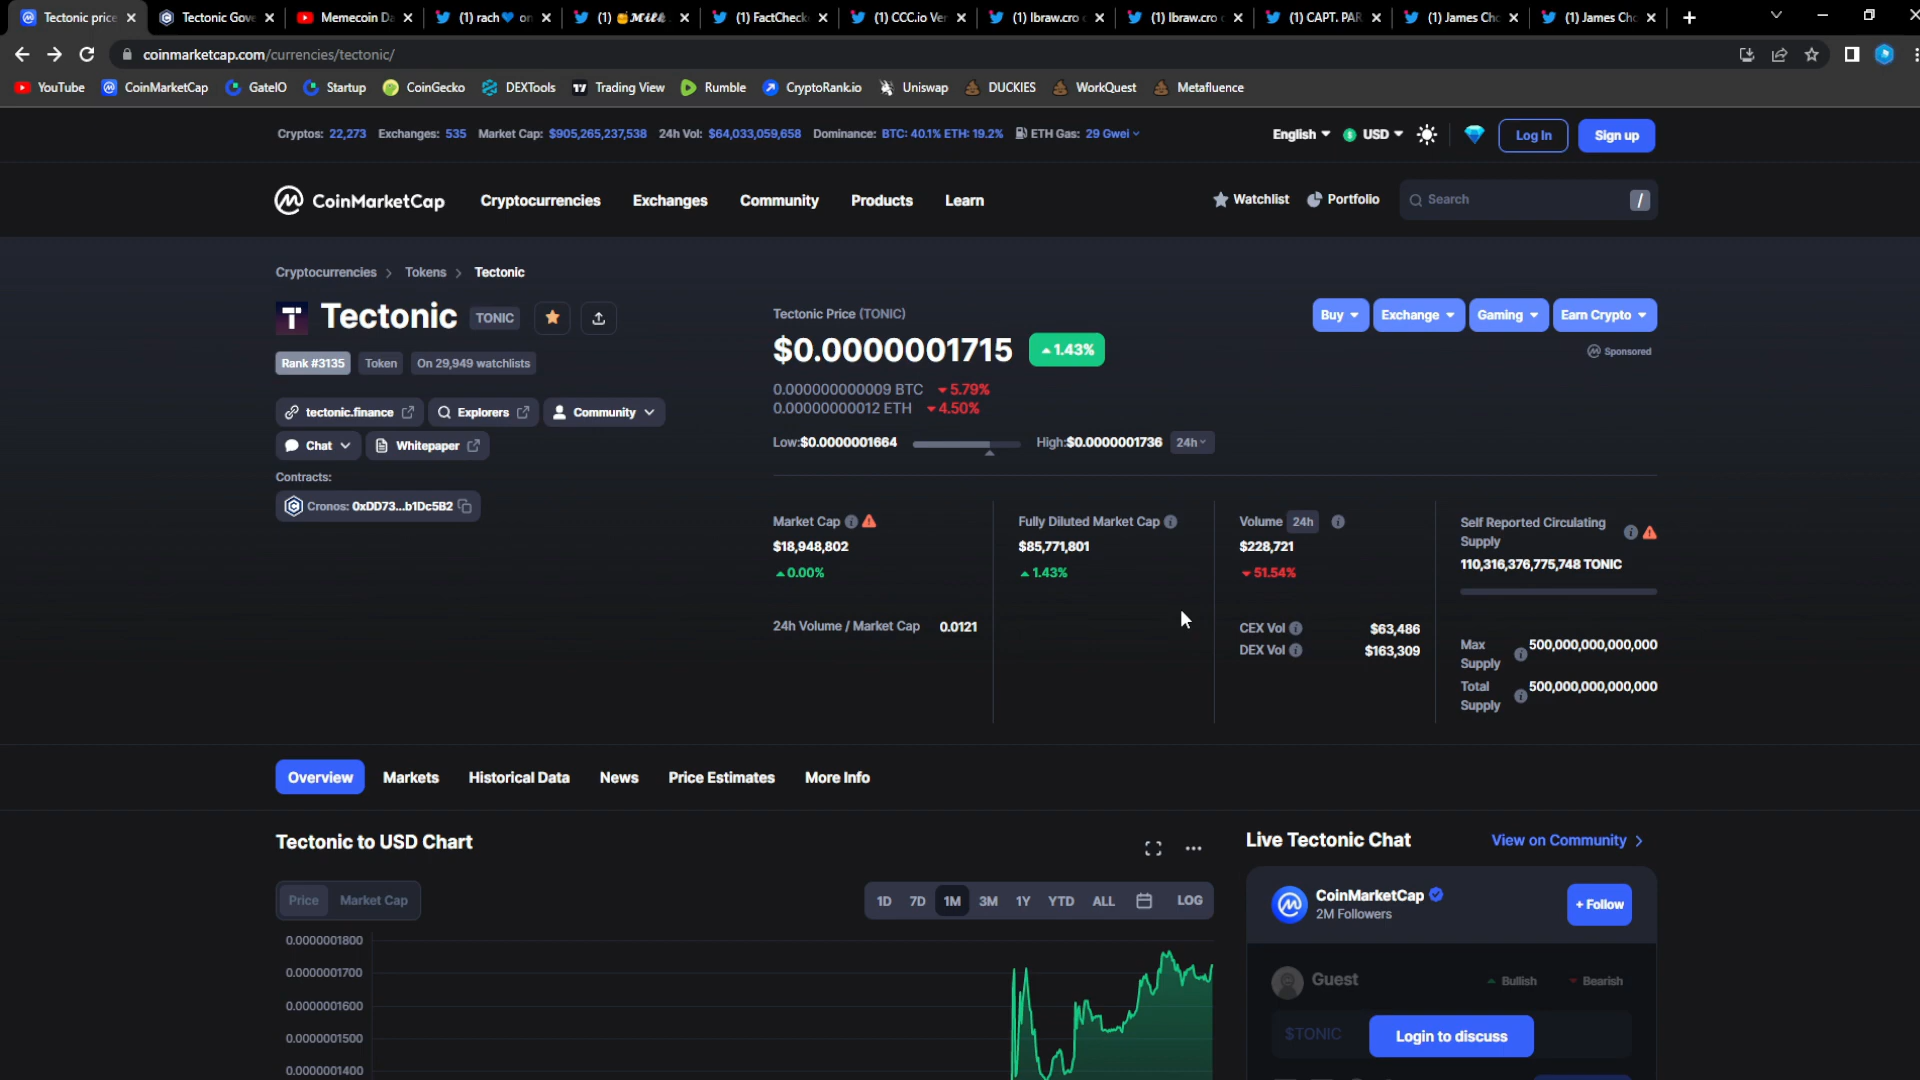 Tectonic price
Tectonic Gov
Memecoin D
(1) rach💙 on
(1) 🍯𝓜𝓲𝓵𝓴
(1) FactCheck
(1) CCC.io Ver
(1) lbraw.cro
(1) lbraw.cro
(1) CAPT. PAR
(1) James Ch
(1) James Ch
coinmarketcap.com/currencies/tectonic/
YouTube CoinMarketCap GateIO Startup CoinGecko DEXTools Trading View Rumble CryptoRank.io Uniswap DUCKIES WorkQuest Metafluence
Cryptos: 22,273 Exchanges: 535 Market Cap: $905,265,237,538 24h Vol: $64,033,059,658 Dominance: BTC: 40.1% ETH: 19.2% ETH Gas: 29 Gwei
English USD Log In Sign up
CoinMarketCap Cryptocurrencies Exchanges Community Products Learn Watchlist Portfolio Search /
Cryptocurrencies > Tokens > Tectonic
Tectonic TONIC
Rank #3135 Token On 29,949 watchlists
tectonic.finance Explorers Community
Chat Whitepaper
Contracts:
Cronos: 0xDD73...b1Dc5B2
Tectonic Price (TONIC)
$0.0000001715 1.43%
0.000000000009 BTC 5.79%
0.00000000012 ETH 4.50%
Low:$0.0000001664 High:$0.0000001736 24h
Buy Exchange Gaming Earn Crypto
Sponsored
Market Cap
$18,948,802
0.00%
24h Volume / Market Cap 0.0121
Fully Diluted Market Cap
$85,771,801
1.43%
Volume 24h
$228,721
51.54%
CEX Vol $63,486
DEX Vol $163,309
Self Reported Circulating
Supply
110,316,376,775,748 TONIC
Max
Supply
500,000,000,000,000
Total
Supply
500,000,000,000,000
Overview Markets Historical Data News Price Estimates More Info
Tectonic to USD Chart
Price Market Cap
1D 7D 1M 3M 1Y YTD ALL LOG
0.0000001800
0.0000001700
0.0000001600
0.0000001500
0.0000001400
Live Tectonic Chat View on Community >
CoinMarketCap
2M Followers
+ Follow
Guest Bullish Bearish
$TONIC
Login to discuss